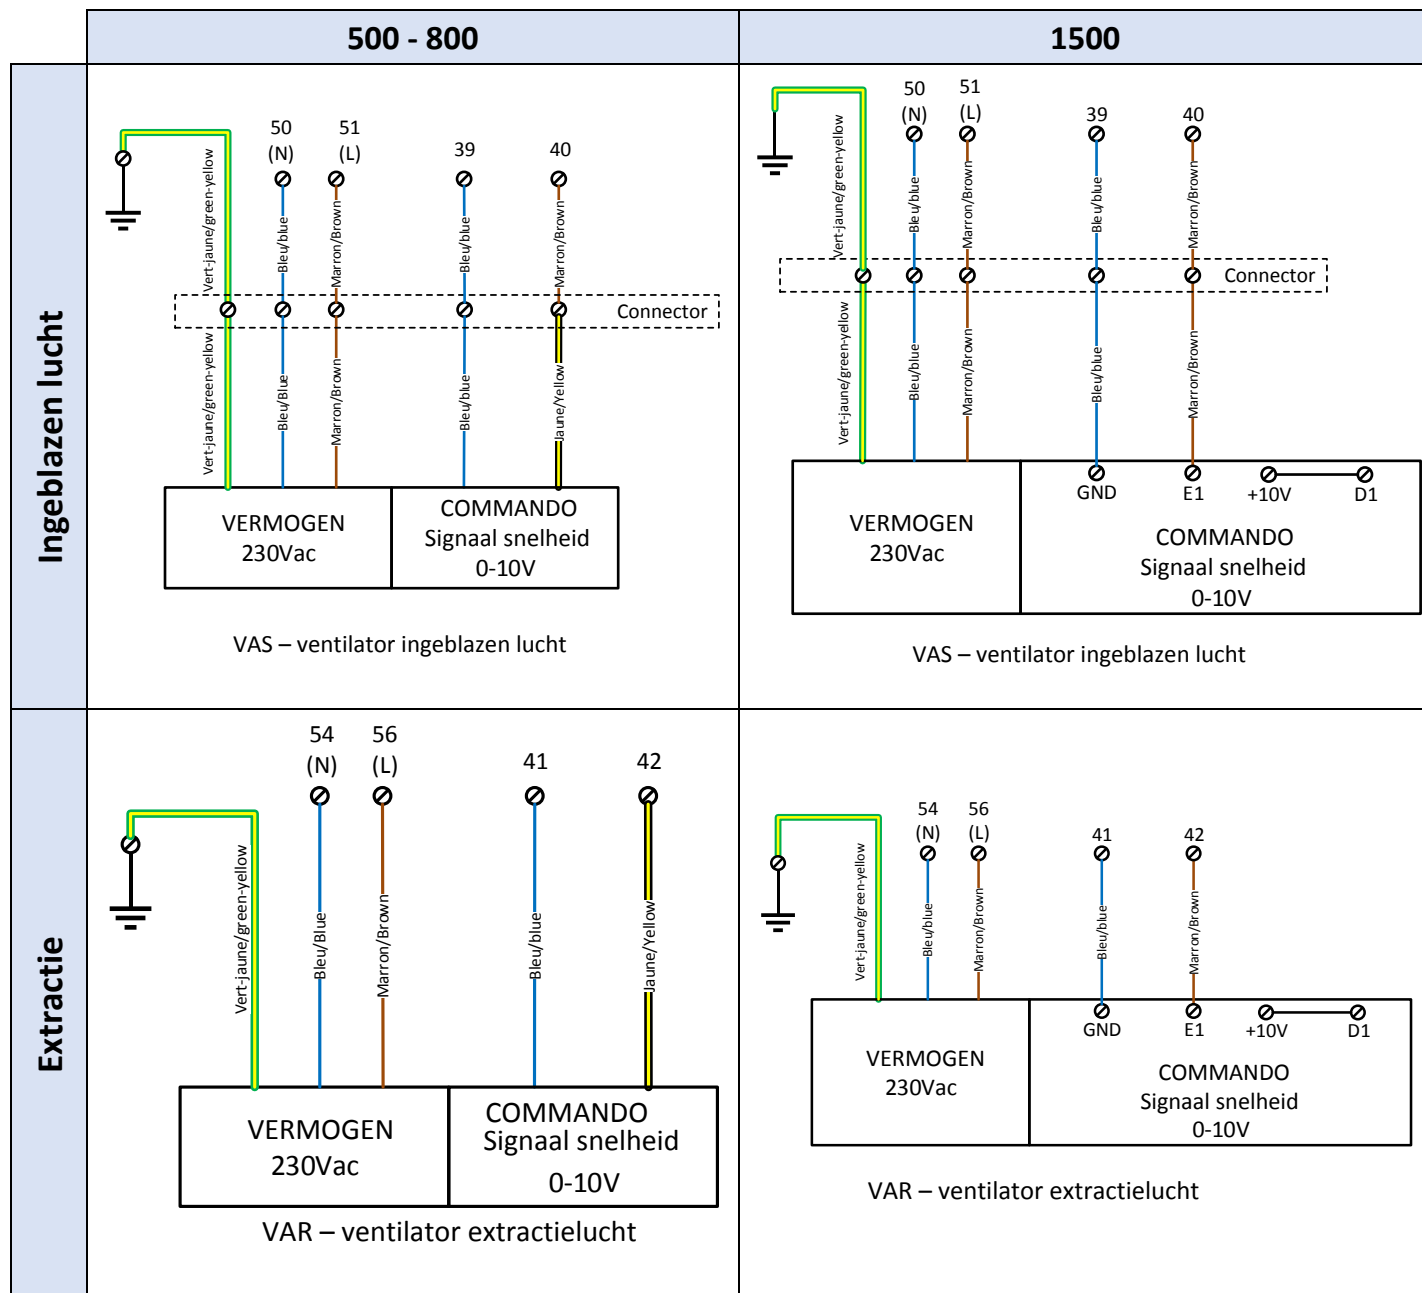 500 - 800
1500
Ingeblazen lucht
50
(N)
51
(L)
39
40
Vert-jaune/green-yellow
Bleu/blue
Marron/Brown
Bleu/blue
Marron/Brown
Connector
Vert-jaune/green-yellow
Bleu/Blue
Marron/Brown
Bleu/blue
Jaune/Yellow
VERMOGEN
230Vac
COMMANDO
Signaal snelheid
0-10V
VAS – ventilator ingeblazen lucht
50
(N)
51
(L)
39
40
Vert-jaune/green-yellow
Bleu/blue
Marron/Brown
Bleu/blue
Marron/Brown
Connector
Vert-jaune/green-yellow
Bleu/blue
Marron/Brown
Bleu/blue
Marron/Brown
GND
E1
+10V
D1
VERMOGEN
230Vac
COMMANDO
Signaal snelheid
0-10V
VAS – ventilator ingeblazen lucht
Extractie
54
(N)
56
(L)
41
42
Vert-jaune/green-yellow
Bleu/Blue
Marron/Brown
Bleu/blue
Jaune/Yellow
VERMOGEN
230Vac
COMMANDO
Signaal snelheid
0-10V
VAR – ventilator extractielucht
54
(N)
56
(L)
41
42
Vert-jaune/green-yellow
Bleu/blue
Marron/Brown
Bleu/blue
Marron/Brown
GND
E1
+10V
D1
VERMOGEN
230Vac
COMMANDO
Signaal snelheid
0-10V
VAR – ventilator extractielucht